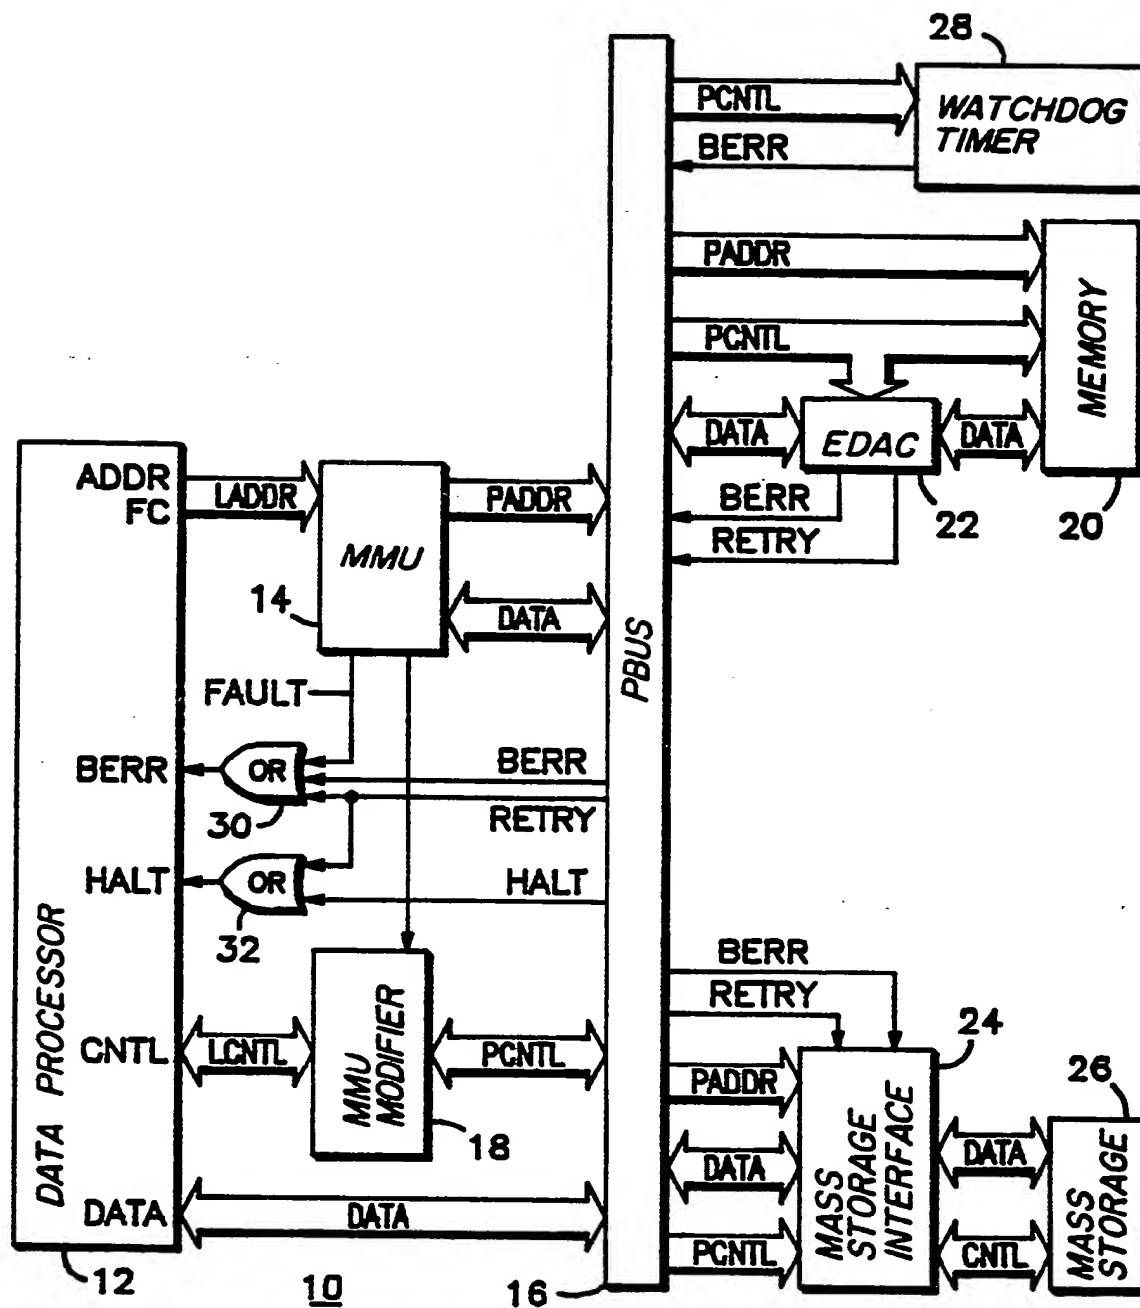 28
PCNTL
WATCHDOG
TIMER
BERR
PADDR
PCNTL
MEMORY
DATA
EDAC
DATA
ADDR
FC
LADDR
PADDR
BERR
22
20
RETRY
MMU
14
DATA
PBUS
FAULT
BERR
OR
BERR
30
RETRY
HALT
OR
HALT
32
BERR
RETRY
24
DATA PROCESSOR
CNTL
LCNTL
MMU
MODIFIER
PCNTL
PADDR
26
18
DATA
MASS
STORAGE
INTERFACE
DATA
MASS
STORAGE
DATA
DATA
PCNTL
CNTL
12
10
16